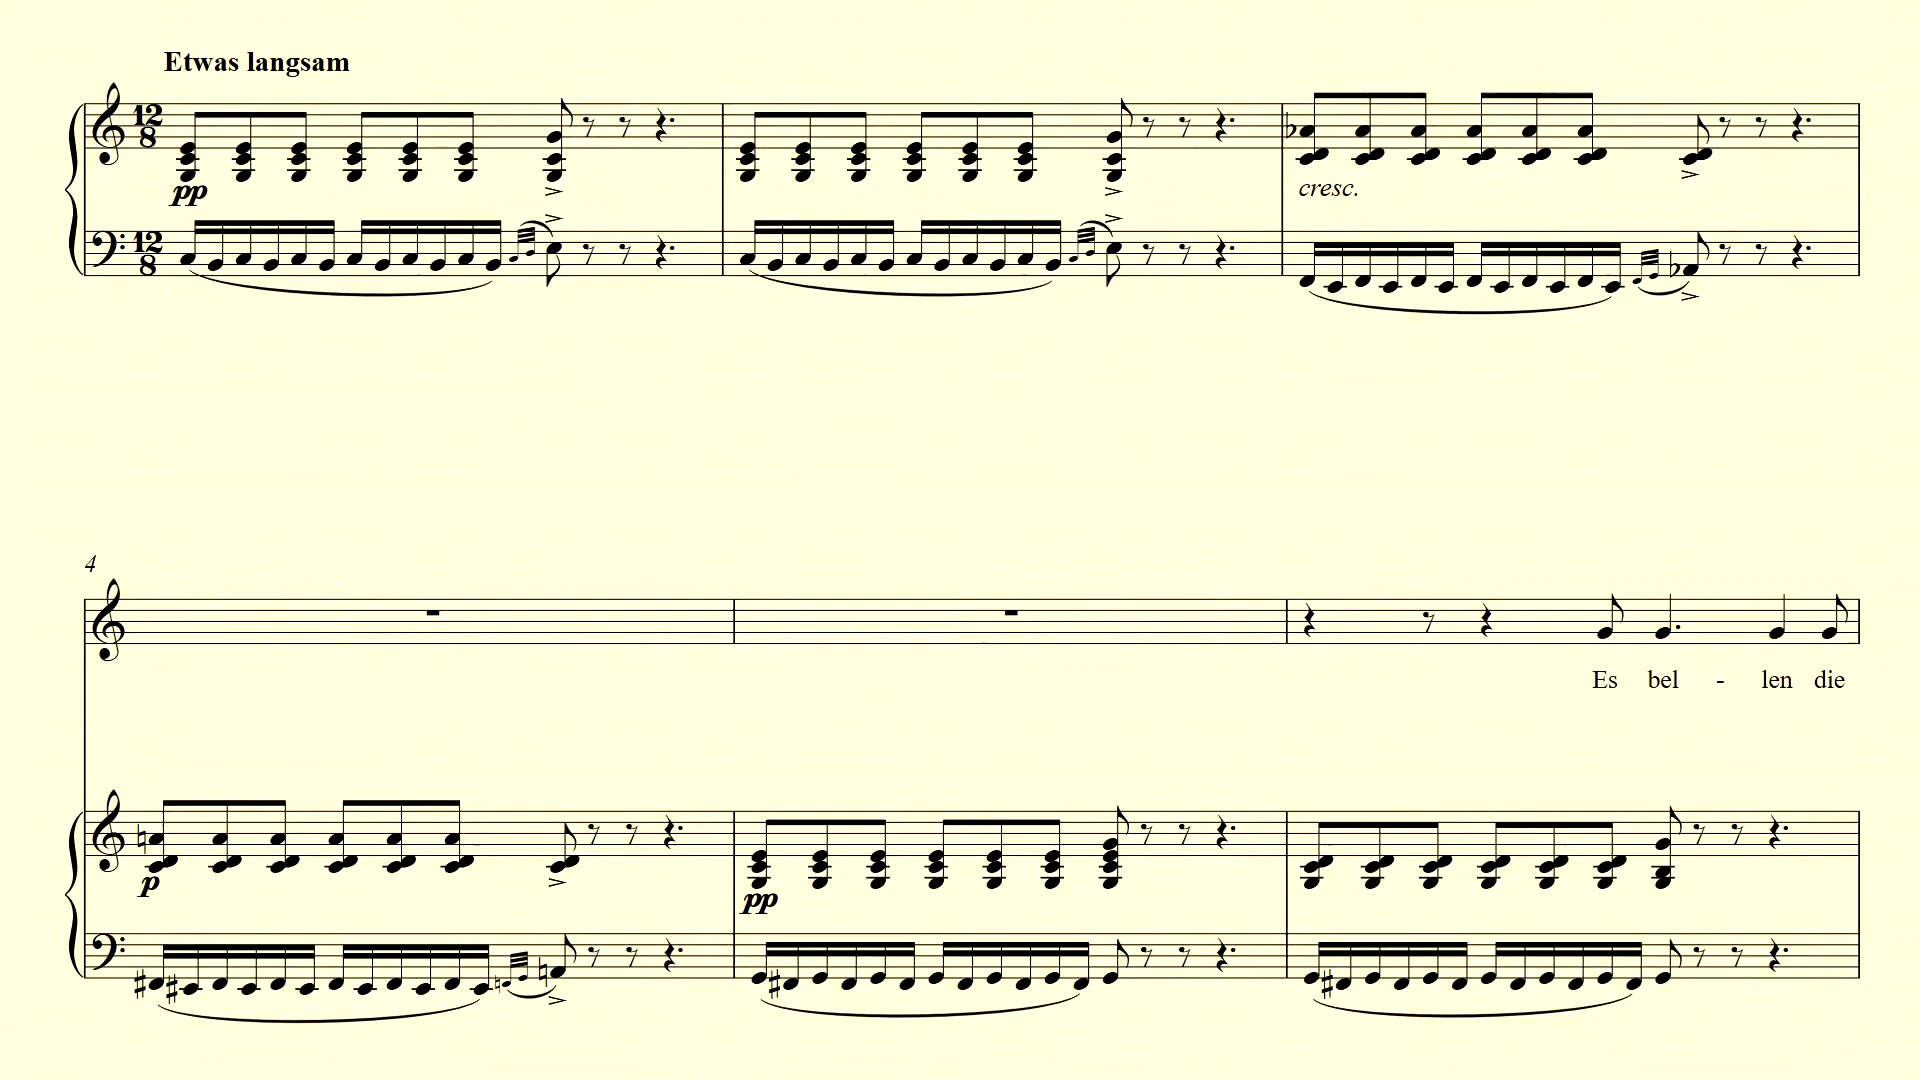 Etwas langsam
12
8
pp
cresc.
12
8
4
Es bel - len die
p
pp